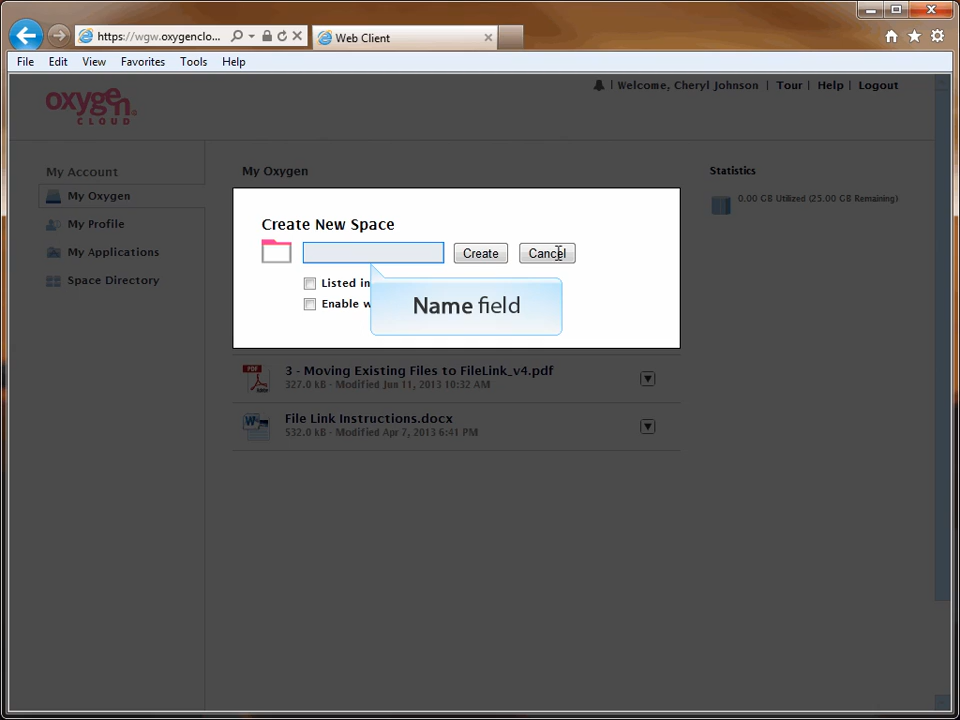 https://wgw.oxygenclo...
Web Client
File Edit View Favorites Tools Help
oxygen
CLOUD
Welcome, Cheryl Johnson | Tour | Help | Logout
My Account
My Oxygen
My Profile
My Applications
Space Directory
My Oxygen
Statistics
0.00 GB Utilized (25.00 GB Remaining)
Create New Space
Create
Cancel
Listed in
Enable w
Name field
3 - Moving Existing Files to FileLink_v4.pdf
327.0 kB - Modified Jun 11, 2013 10:32 AM
File Link Instructions.docx
532.0 kB - Modified Apr 7, 2013 6:41 PM